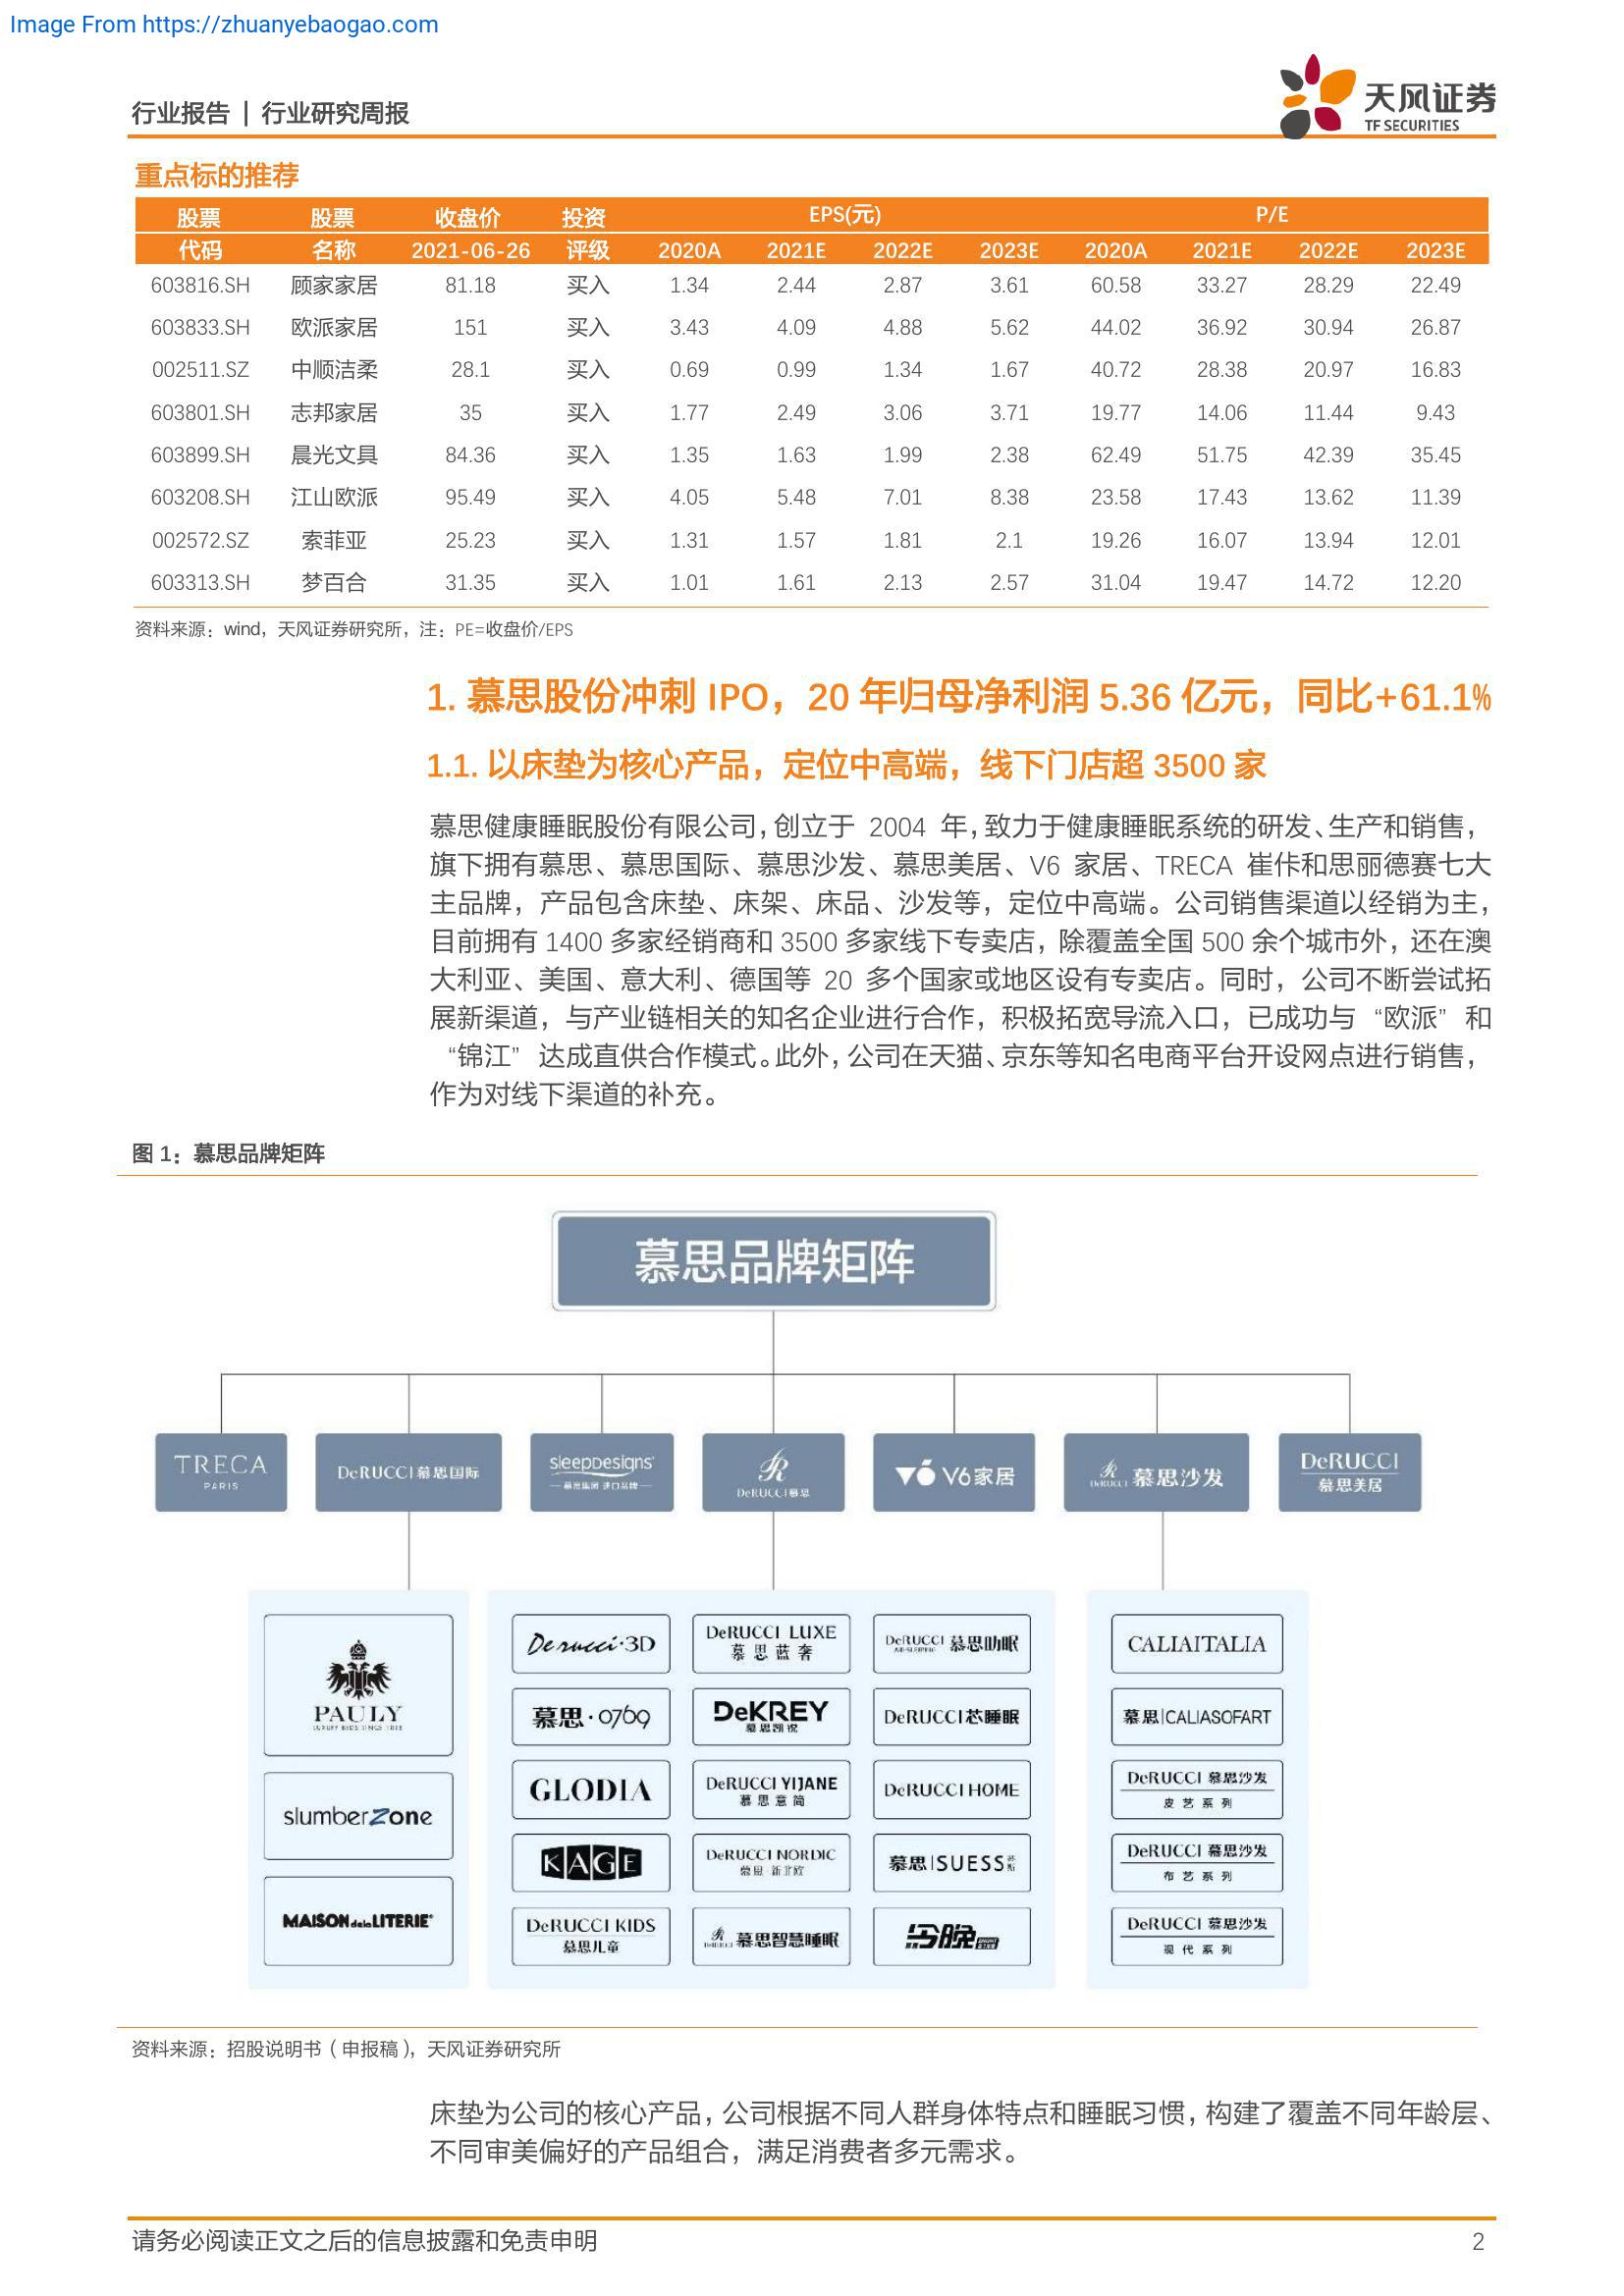 Image From https://zhuanyebaogao.com
行业报告 | 行业研究周报
天风证券
TF SECURITIES
重点标的推荐
股票 股票 收盘价 投资 EPS(元) P/E
代码 名称 2021-06-26 评级 2020A 2021E 2022E 2023E 2020A 2021E 2022E 2023E
603816.SH 顾家家居 81.18 买入 1.34 2.44 2.87 3.61 60.58 33.27 28.29 22.49
603833.SH 欧派家居 151 买入 3.43 4.09 4.88 5.62 44.02 36.92 30.94 26.87
002511.SZ 中顺洁柔 28.1 买入 0.69 0.99 1.34 1.67 40.72 28.38 20.97 16.83
603801.SH 志邦家居 35 买入 1.77 2.49 3.06 3.71 19.77 14.06 11.44 9.43
603899.SH 晨光文具 84.36 买入 1.35 1.63 1.99 2.38 62.49 51.75 42.39 35.45
603208.SH 江山欧派 95.49 买入 4.05 5.48 7.01 8.38 23.58 17.43 13.62 11.39
002572.SZ 索菲亚 25.23 买入 1.31 1.57 1.81 2.1 19.26 16.07 13.94 12.01
603313.SH 梦百合 31.35 买入 1.01 1.61 2.13 2.57 31.04 19.47 14.72 12.20
资料来源：wind，天风证券研究所，注：PE=收盘价/EPS
1. 慕思股份冲刺 IPO，20 年归母净利润 5.36 亿元，同比+61.1%
1.1. 以床垫为核心产品，定位中高端，线下门店超 3500 家
慕思健康睡眠股份有限公司，创立于 2004 年，致力于健康睡眠系统的研发、生产和销售，
旗下拥有慕思、慕思国际、慕思沙发、慕思美居、V6 家居、TRECA 崔佧和思丽德赛七大
主品牌，产品包含床垫、床架、床品、沙发等，定位中高端。公司销售渠道以经销为主，
目前拥有 1400 多家经销商和 3500 多家线下专卖店，除覆盖全国 500 余个城市外，还在澳
大利亚、美国、意大利、德国等 20 多个国家或地区设有专卖店。同时，公司不断尝试拓
展新渠道，与产业链相关的知名企业进行合作，积极拓宽导流入口，已成功与 “欧派” 和
“锦江” 达成直供合作模式。此外，公司在天猫、京东等知名电商平台开设网点进行销售，
作为对线下渠道的补充。
图 1：慕思品牌矩阵
慕思品牌矩阵
TRECA
PARIS
DeRUCCI慕思国际
sleepDesigns
慕思集团 进口品牌
DeRUCCI慕思
V6家居
DeRUCCI 慕思沙发
DeRUCCI
慕思美居
PAULY
LUXURY BEDS SINCE
slumberZone
MAISON dela LITERIE
Derucci·3D
慕思·0769
GLODIA
KAGE
DeRUCCI KIDS
慕思儿童
DeRUCCI LUXE
慕思蓝奢
DeKREY
慕思凯悦
DeRUCCI YIJANE
慕思意简
DeRUCCI NORDIC
慕思·新北欧
慕思智慧睡眠
DeRUCCI 慕思助眠
DeRUCCI芯睡眠
DeRUCCI HOME
慕思|SUESS
今晚
CALIAITALIA
慕思|CALIASOFART
DeRUCCI 慕思沙发
皮艺系列
DeRUCCI 慕思沙发
布艺系列
DeRUCCI 慕思沙发
现代系列
资料来源：招股说明书（申报稿），天风证券研究所
床垫为公司的核心产品，公司根据不同人群身体特点和睡眠习惯，构建了覆盖不同年龄层、
不同审美偏好的产品组合，满足消费者多元需求。
请务必阅读正文之后的信息披露和免责申明 2